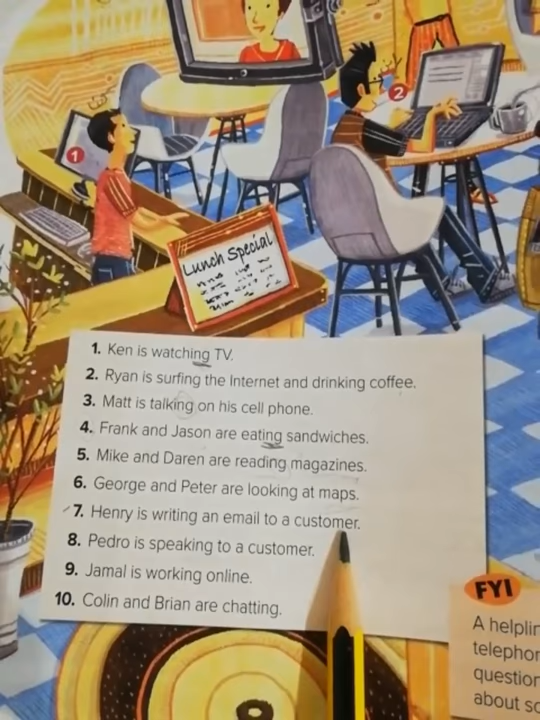 1
2
Lunch Special
1. Ken is watching TV.
2. Ryan is surfing the Internet and drinking coffee.
3. Matt is talking on his cell phone.
4. Frank and Jason are eating sandwiches.
5. Mike and Daren are reading magazines.
6. George and Peter are looking at maps.
7. Henry is writing an email to a customer.
8. Pedro is speaking to a customer.
9. Jamal is working online.
10. Colin and Brian are chatting.
FYI
A
question
about